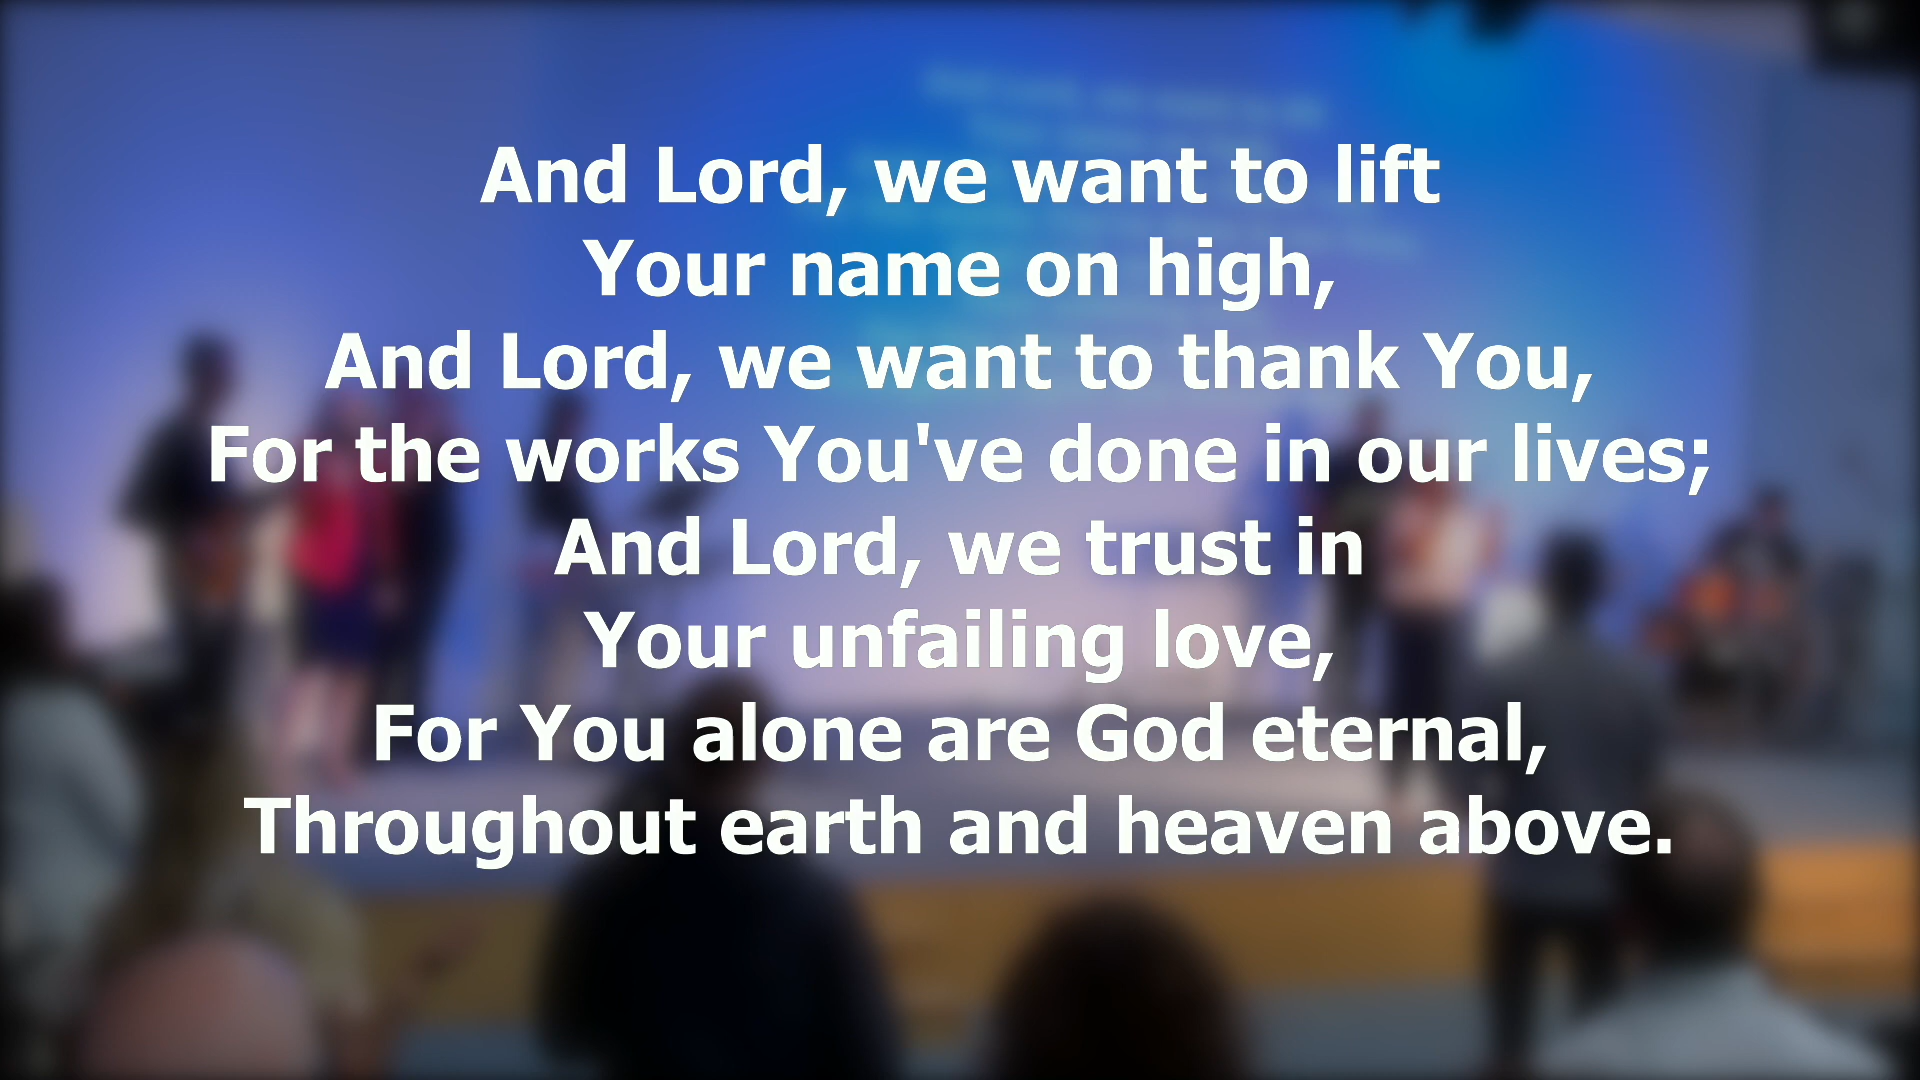 And Lord, we want to lift
Your name on high,
And Lord, we want to thank You,
For the works You've done in our lives;
And Lord, we trust in
Your unfailing love,
For You alone are God eternal,
Throughout earth and heaven above.